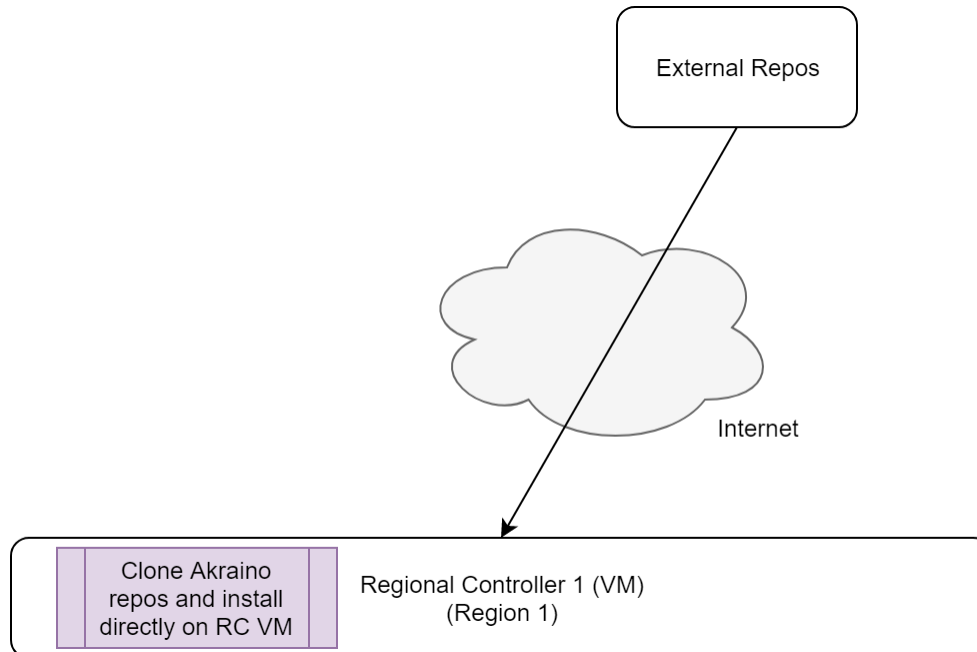 External Repos
Internet
Clone Akraino
repos and install
directly on RC VM
Regional Controller 1 (VM)
(Region 1)